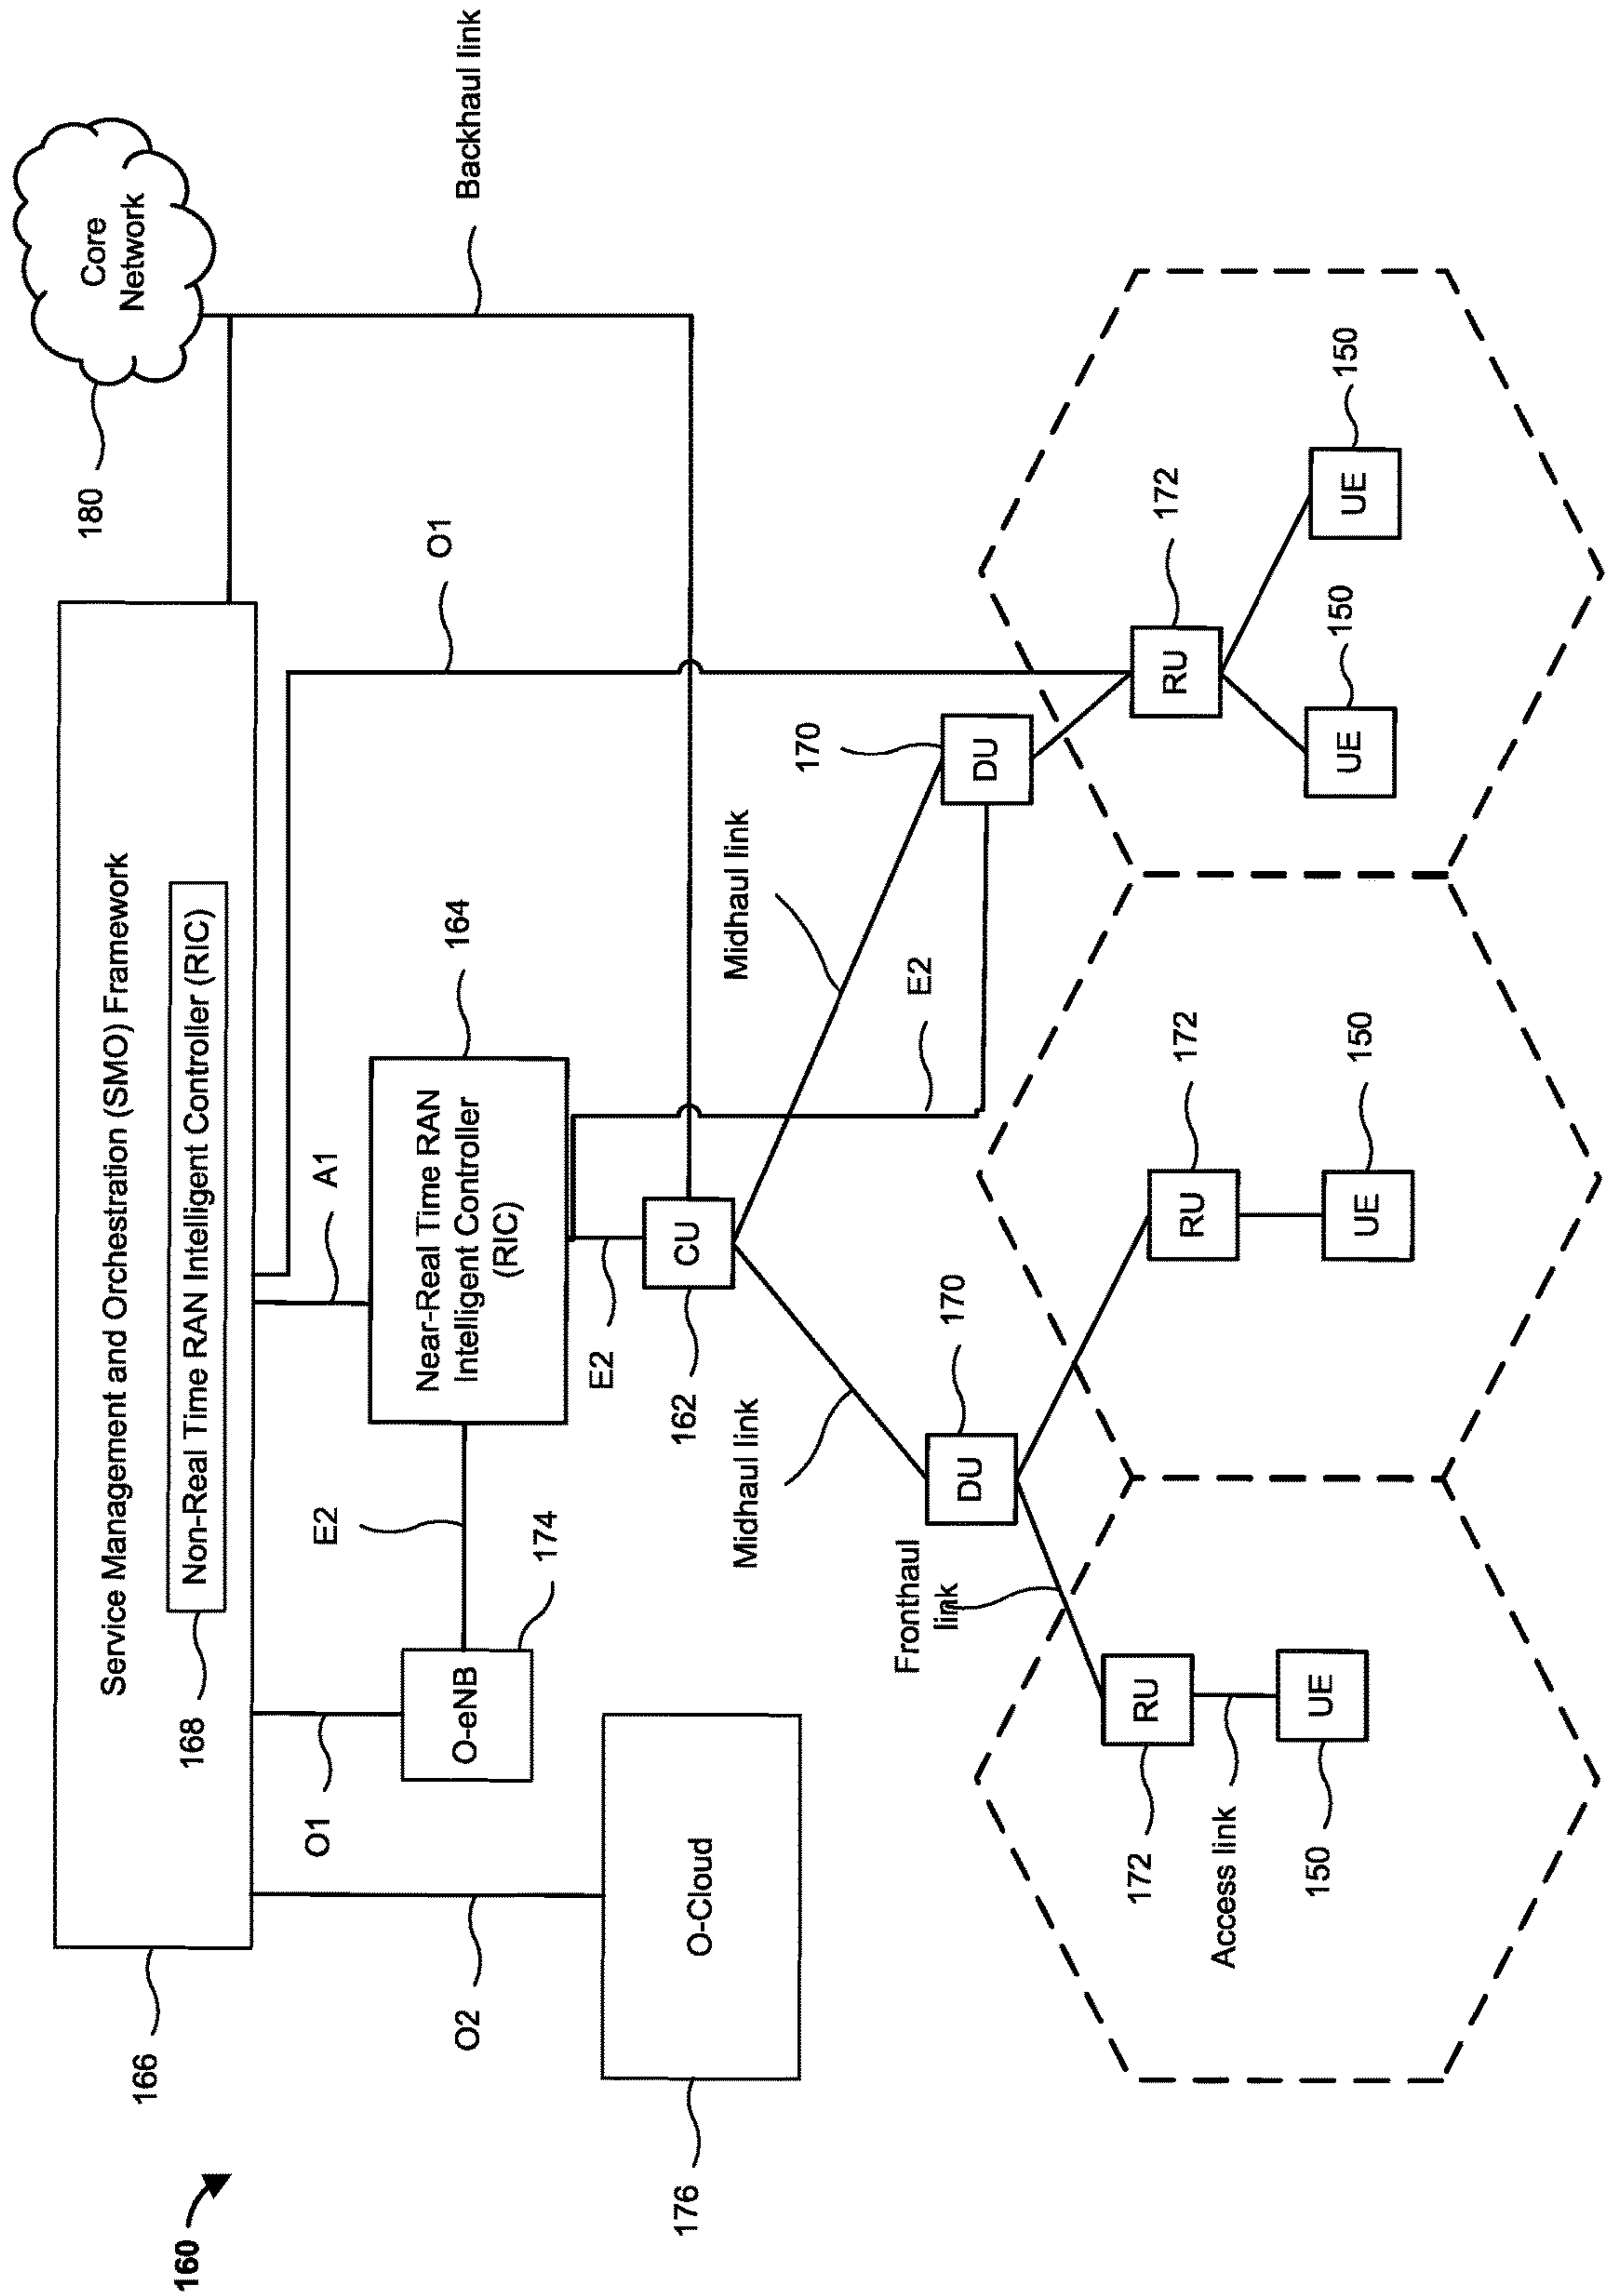 160
166
Service Management and Orchestration (SMO) Framework
168
Non-Real Time RAN Intelligent Controller (RIC)
180
Core
Network
O2
O1
A1
O1
Backhaul link
176
O-Cloud
O-eNB
174
E2
Near-Real Time RAN
Intelligent Controller
(RIC)
164
E2
162
CU
Midhaul link
Midhaul link
E2
170
DU
170
DU
Fronthaul
link
172
RU
Access link
150
UE
RU
172
UE
150
RU
172
UE
150
UE
150